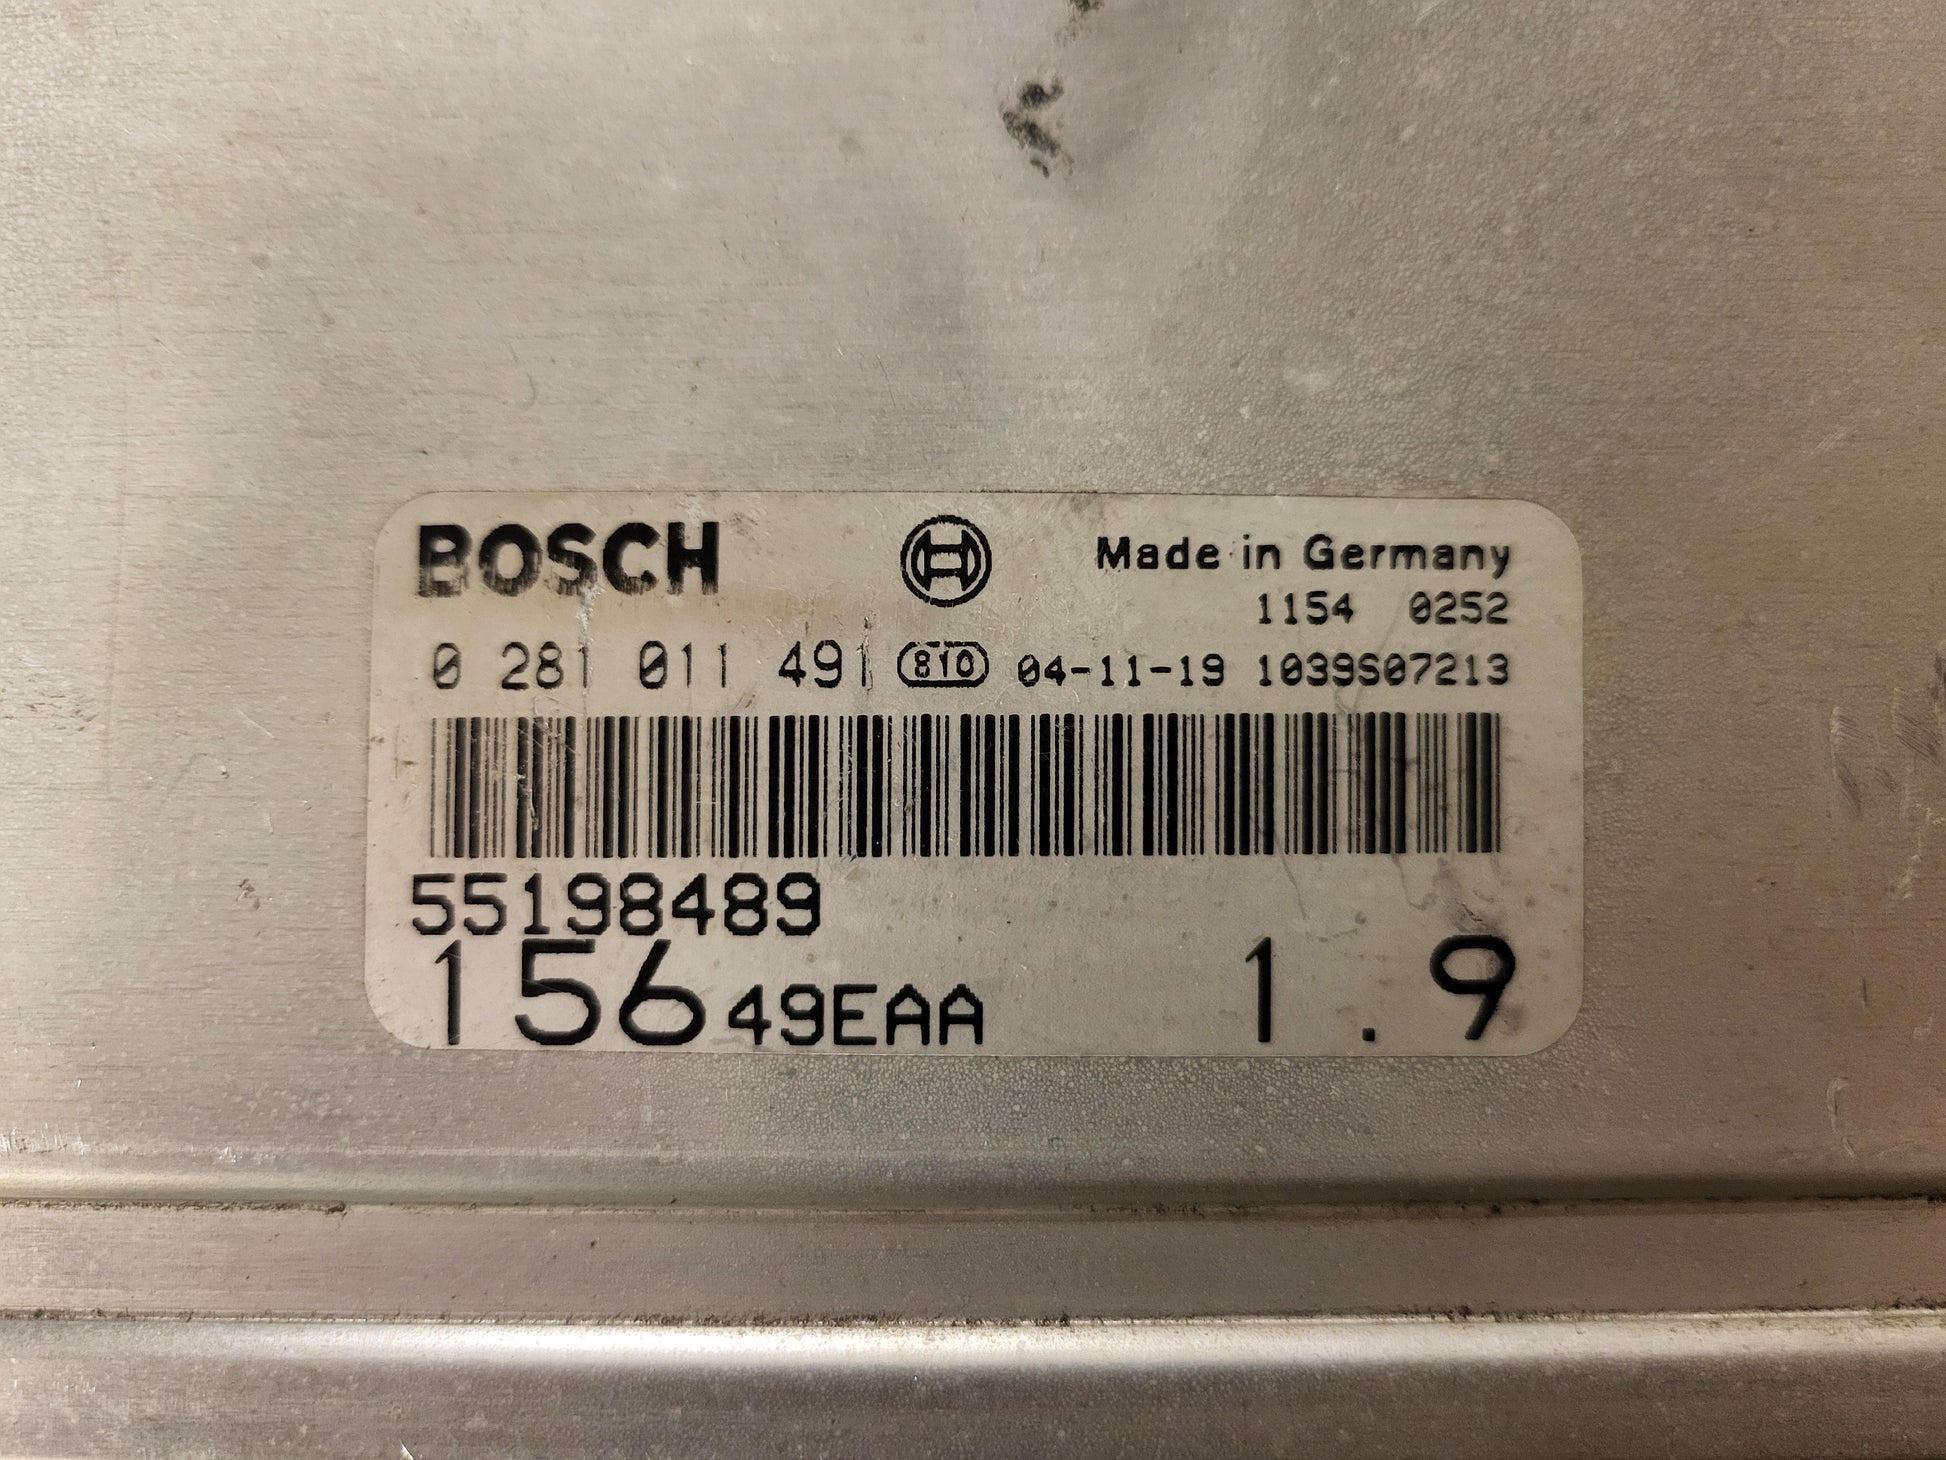 BOSCH Made in Germany
1154 0252
0 281 011 491 810 04-11-19 1039S07213
55198489
156 49EAA 1.9